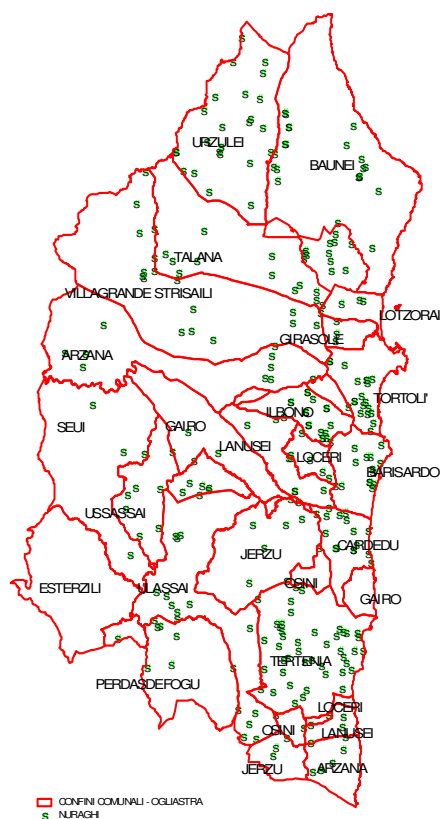 URZULEI
BAUNEI
TALANA
VILLAGRANDE STRISAILI
LOTZORAI
GIRASOLE
ARZANA
TORTOLI'
ILBONO
SEUI
GAIRO
LANUSEI
LOCERI
BARISARDO
USSASSAI
JERZU
CARDEDU
ESTERZILI
ULASSAI
OSINI
GAIRO
TERTENIA
PERDASDEFOGU
LOCERI
OSINI
LANUSEI
JERZU
ARZANA
CONFINI COMUNALI - OGLIASTRA
S NURAGHI